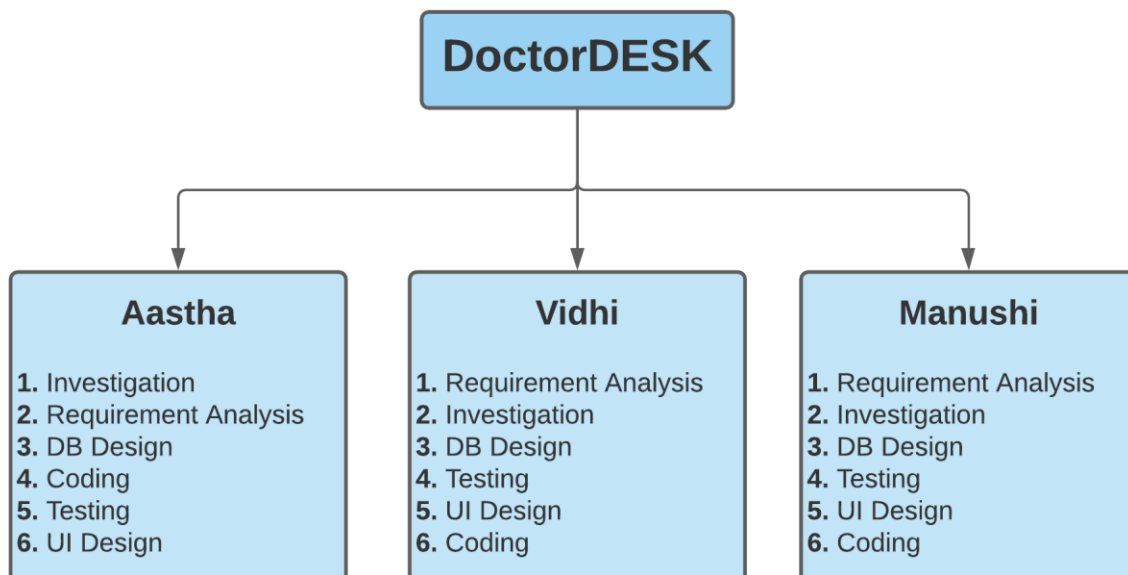 DoctorDESK
Aastha
1. Investigation
2. Requirement Analysis
3. DB Design
4. Coding
5. Testing
6. UI Design
Vidhi
1. Requirement Analysis
2. Investigation
3. DB Design
4. Testing
5. UI Design
6. Coding
Manushi
1. Requirement Analysis
2. Investigation
3. DB Design
4. Testing
5. UI Design
6. Coding